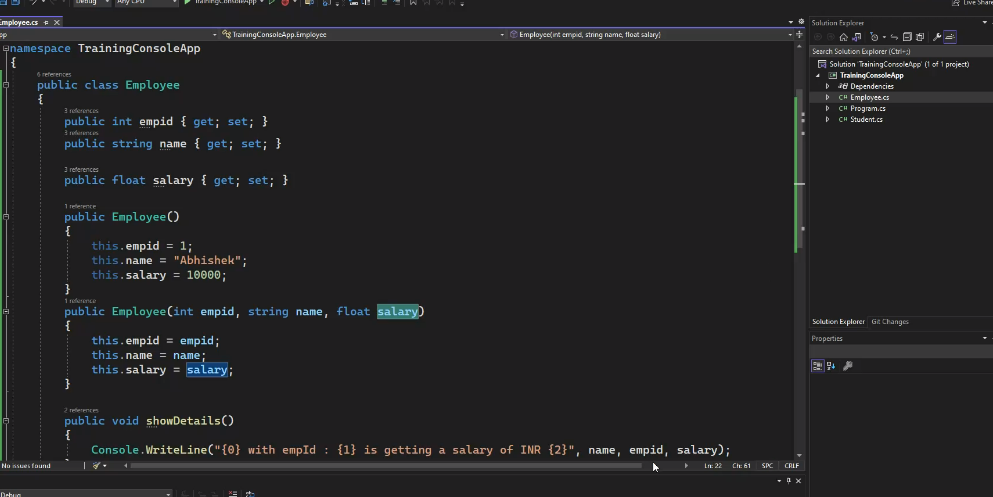 Debug
Any CPU
TrainingConsoleApp
Live Share
Employee.cs
Solution Explorer
TrainingConsoleApp.Employee
Employee(int empid, string name, float salary)
Search Solution Explorer (Ctrl+;)
Solution 'TrainingConsoleApp' (1 of 1 project)
TrainingConsoleApp
Dependencies
C# Employee.cs
C# Program.cs
C# Student.cs
namespace TrainingConsoleApp
{
6 references
public class Employee
{
3 references
public int empid { get; set; }
3 references
public string name { get; set; }
3 references
public float salary { get; set; }
1 reference
public Employee()
{
this.empid = 1;
this.name = "Abhishek";
this.salary = 10000;
}
1 reference
public Employee(int empid, string name, float salary)
{
this.empid = empid;
this.name = name;
this.salary = salary;
}
2 references
public void showDetails()
{
Console.WriteLine("{0} with empId : {1} is getting a salary of INR {2}", name, empid, salary);
Solution Explorer Git Changes
Properties
No issues found
Ln: 22 Ch: 61 SPC CRLF
Debug